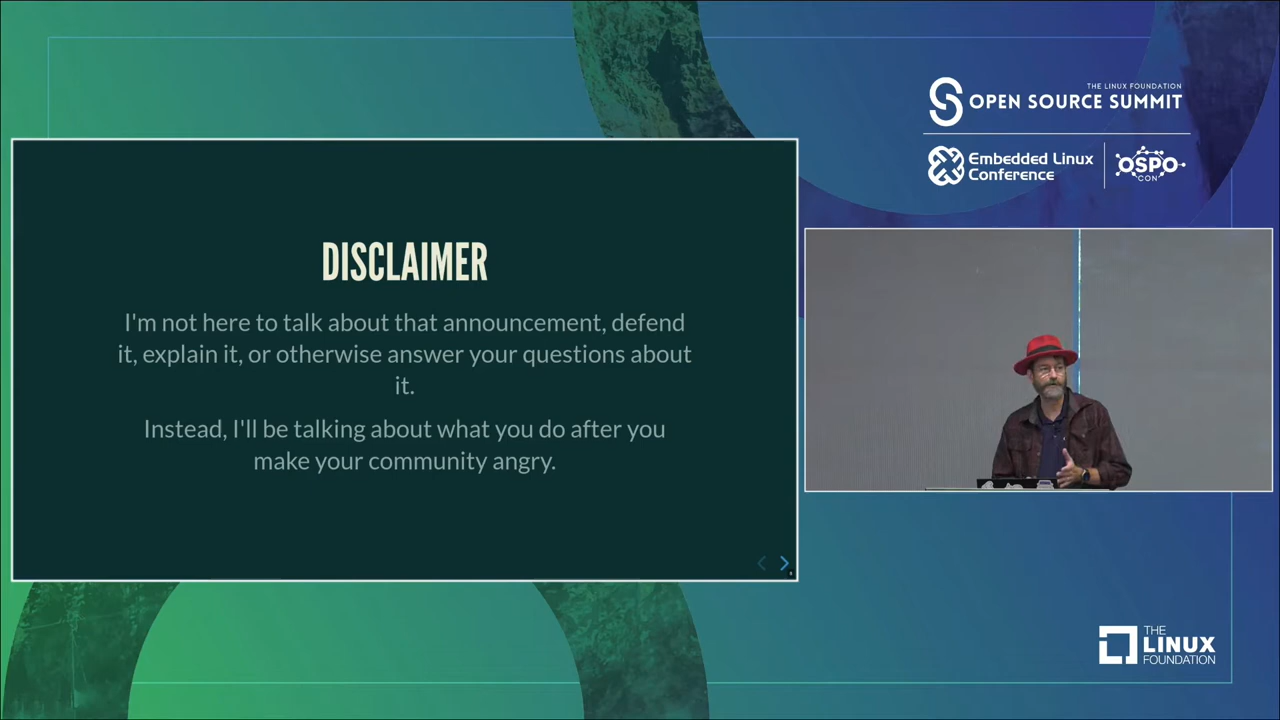 THE LINUX FOUNDATION
OPEN SOURCE SUMMIT
Embedded Linux
Conference
OSPO
CON
DISCLAIMER
I'm not here to talk about that announcement, defend
it, explain it, or otherwise answer your questions about
it.
Instead, I'll be talking about what you do after you
make your community angry.
THE
LINUX
FOUNDATION